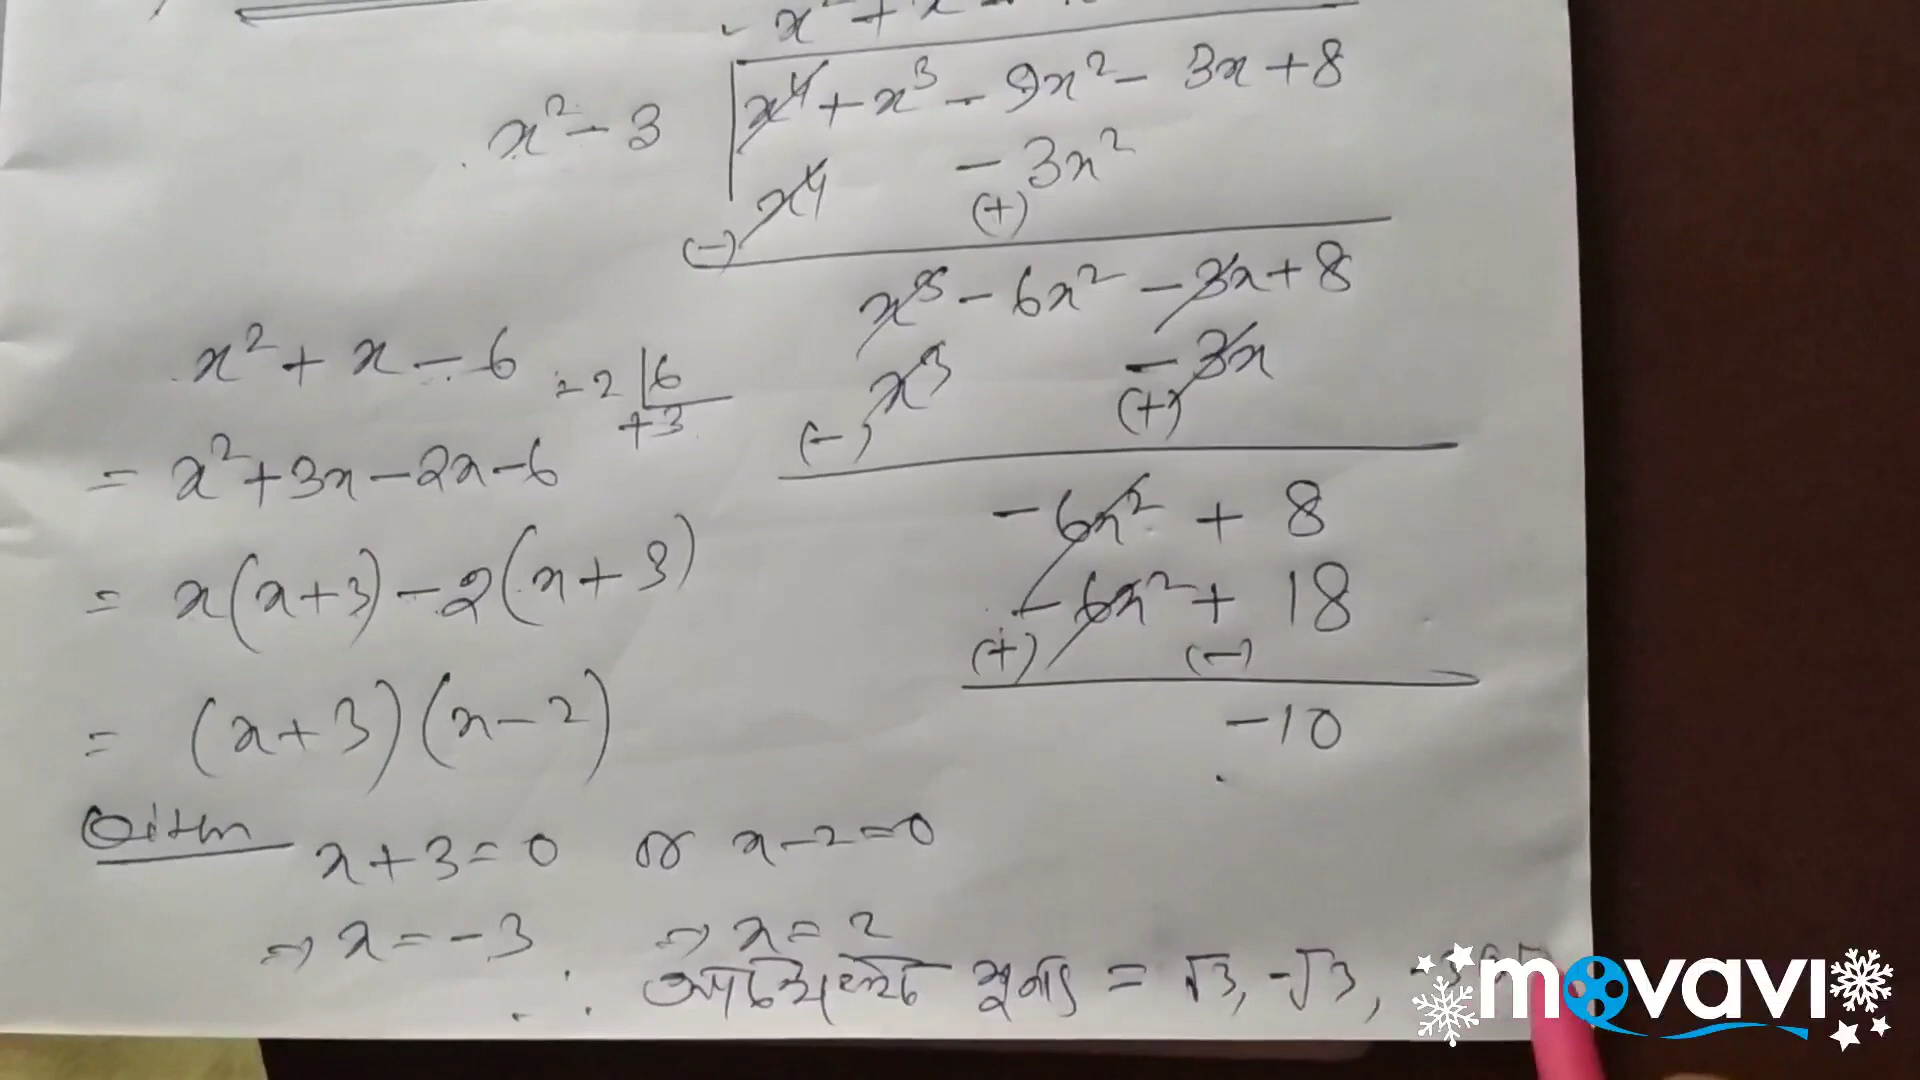 x² - 3
x⁴ + x³ - 9x² - 3x + 8
x⁴ - 3x²
(-) (+)
x³ - 6x² - 3x + 8
x³ - 3x
(-) (+)
-6x² + 8
-6x² + 18
(+) (-)
-10
x² + x - 6
-2 |6
+3
= x² + 3x - 2x - 6
= x(x+3) - 2(x+3)
= (x+3)(x-2)
x+3=0 or x-2=0
⇒ x = -3 ⇒ x = 2
∴ = √3, -√3,
movavi